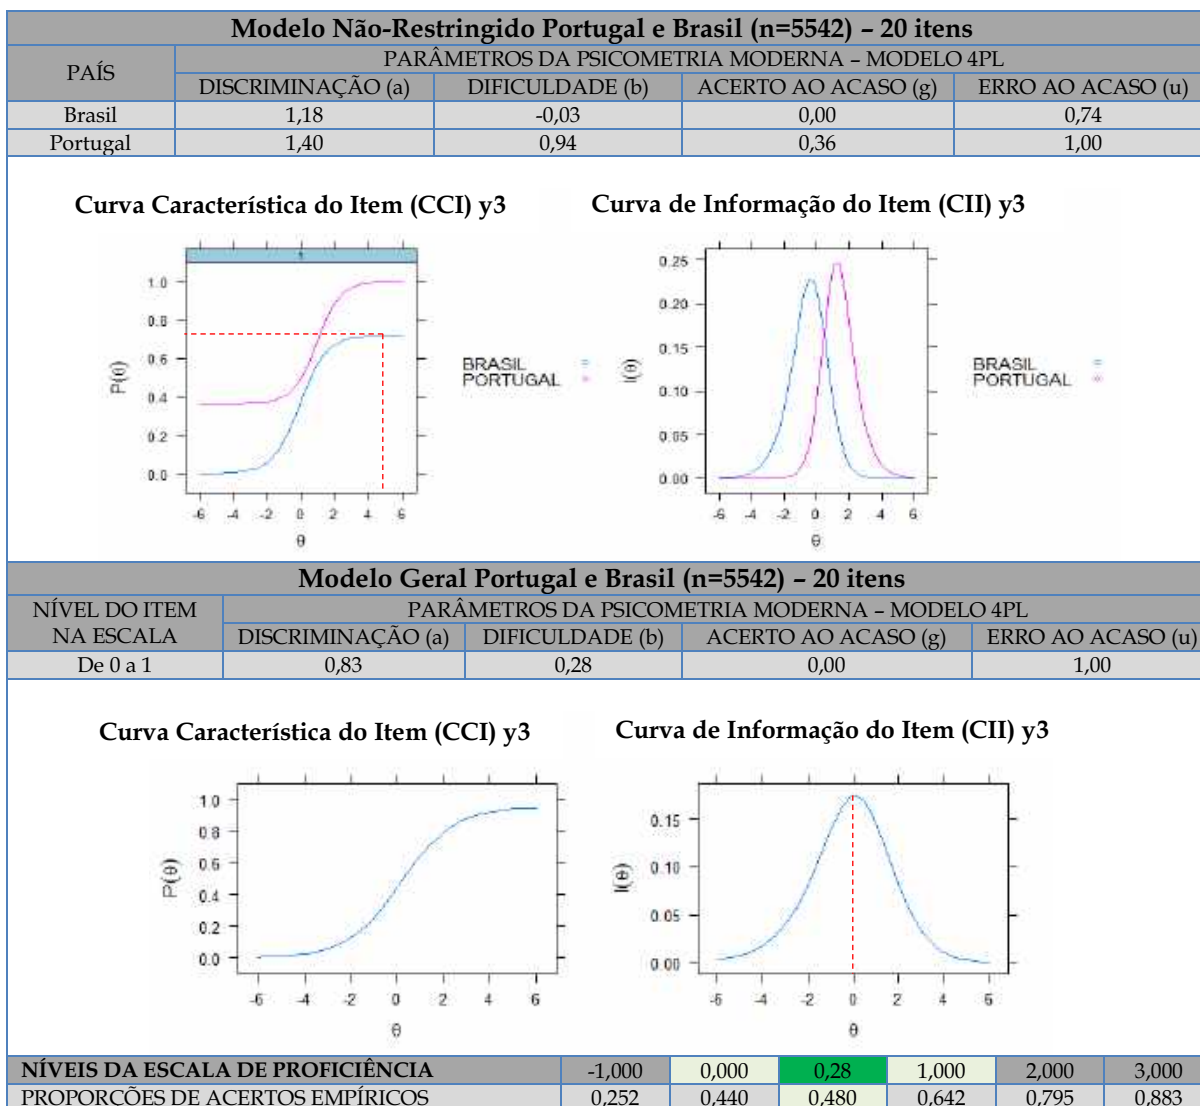 Modelo Não-Restringido Portugal e Brasil (n=5542) – 20 itens
PAÍS
PARÂMETROS DA PSICOMETRIA MODERNA – MODELO 4PL
DISCRIMINAÇÃO (a) DIFICULDADE (b) ACERTO AO ACASO (g) ERRO AO ACASO (u)
Brasil 1,18 -0,03 0,00 0,74
Portugal 1,40 0,94 0,36 1,00
Curva Característica do Item (CCI) y3
1.0
0.8
0.6
0.4
0.2
0.0
P(θ)
-6 -4 -2 0 2 4 6
θ
BRASIL
PORTUGAL
Curva de Informação do Item (CII) y3
0.25
0.20
0.15
0.10
0.05
0.00
I(θ)
-6 -4 -2 0 2 4 6
θ
BRASIL
PORTUGAL
Modelo Geral Portugal e Brasil (n=5542) – 20 itens
NÍVEL DO ITEM
NA ESCALA
PARÂMETROS DA PSICOMETRIA MODERNA – MODELO 4PL
DISCRIMINAÇÃO (a) DIFICULDADE (b) ACERTO AO ACASO (g) ERRO AO ACASO (u)
De 0 a 1 0,83 0,28 0,00 1,00
Curva Característica do Item (CCI) y3
1.0
0.8
0.6
0.4
0.2
0.0
P(θ)
-6 -4 -2 0 2 4 6
θ
Curva de Informação do Item (CII) y3
0.15
0.10
0.05
0.00
I(θ)
-6 -4 -2 0 2 4 6
θ
NÍVEIS DA ESCALA DE PROFICIÊNCIA -1,000 0,000 0,28 1,000 2,000 3,000
PROPORÇÕES DE ACERTOS EMPÍRICOS 0,252 0,440 0,480 0,642 0,795 0,883